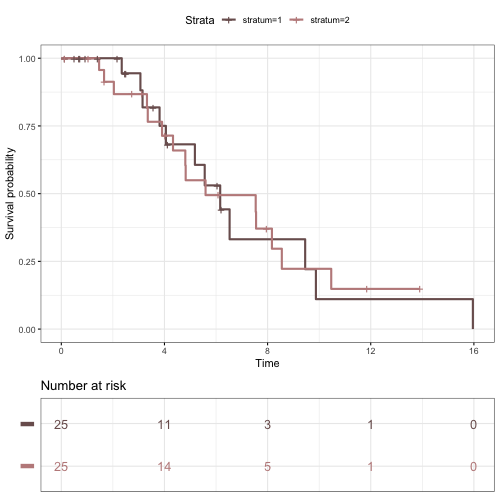 Strata stratum=1 stratum=2
1.00
0.75
0.50
0.25
0.00
Survival probability
0 4 8 12 16
Time
Number at risk
25 11 3 1 0
25 14 5 1 0